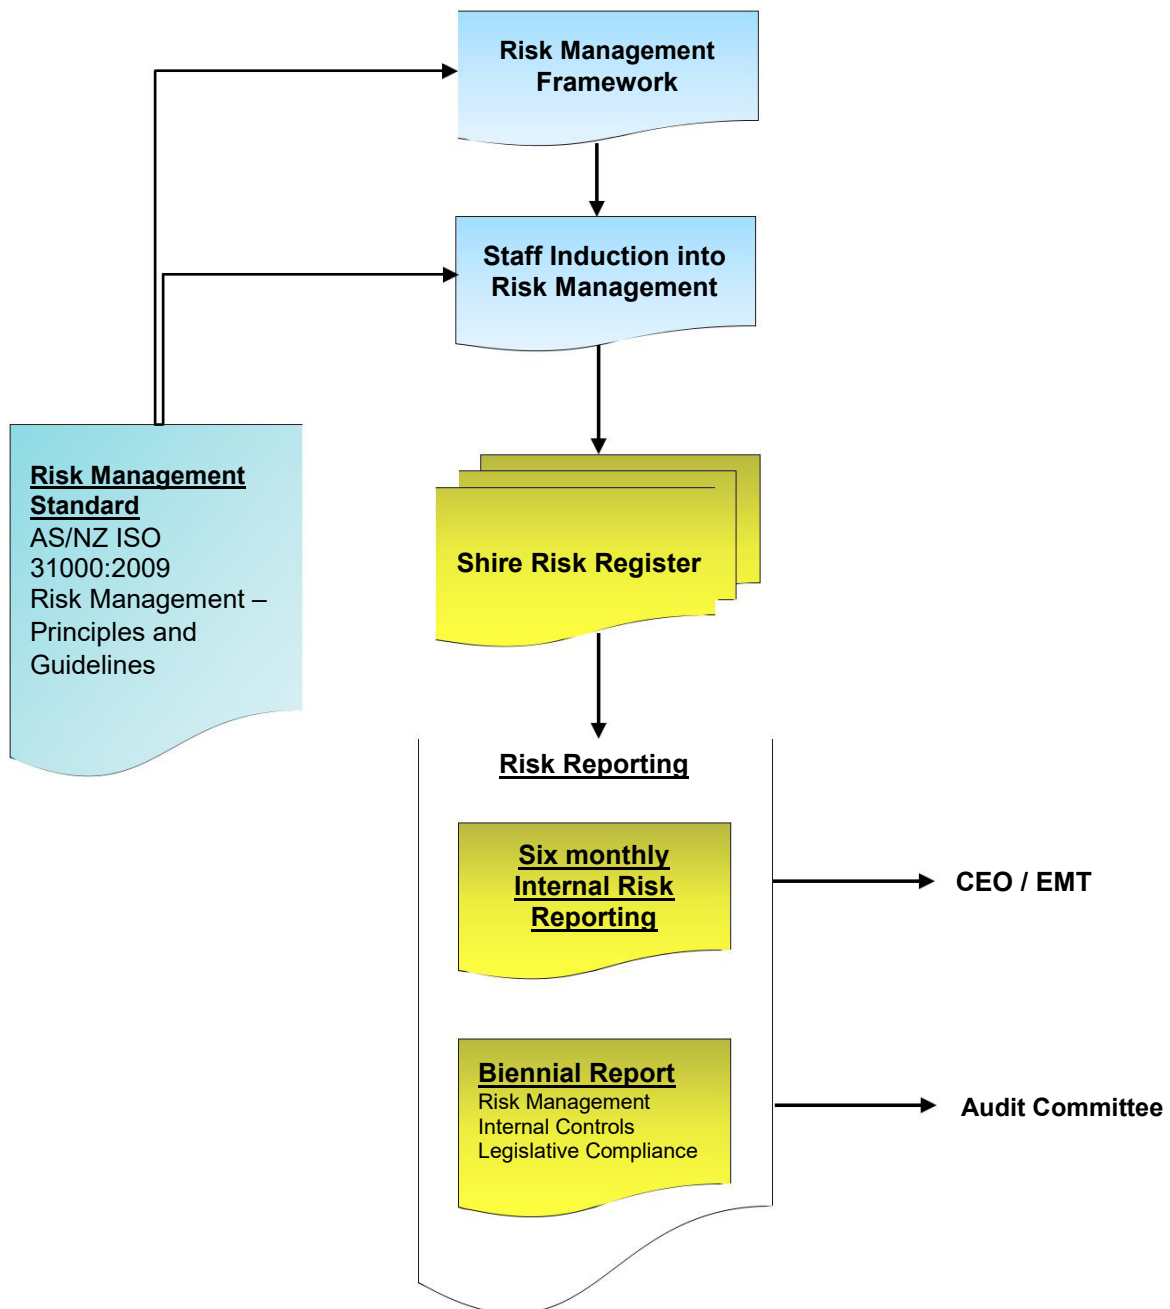 Risk Management
Framework
Staff Induction into
Risk Management
Risk Management
Standard
AS/NZ ISO
31000:2009
Risk Management –
Principles and
Guidelines
Shire Risk Register
Risk Reporting
Six monthly
Internal Risk
Reporting
CEO / EMT
Biennial Report
Risk Management
Internal Controls
Legislative Compliance
Audit Committee